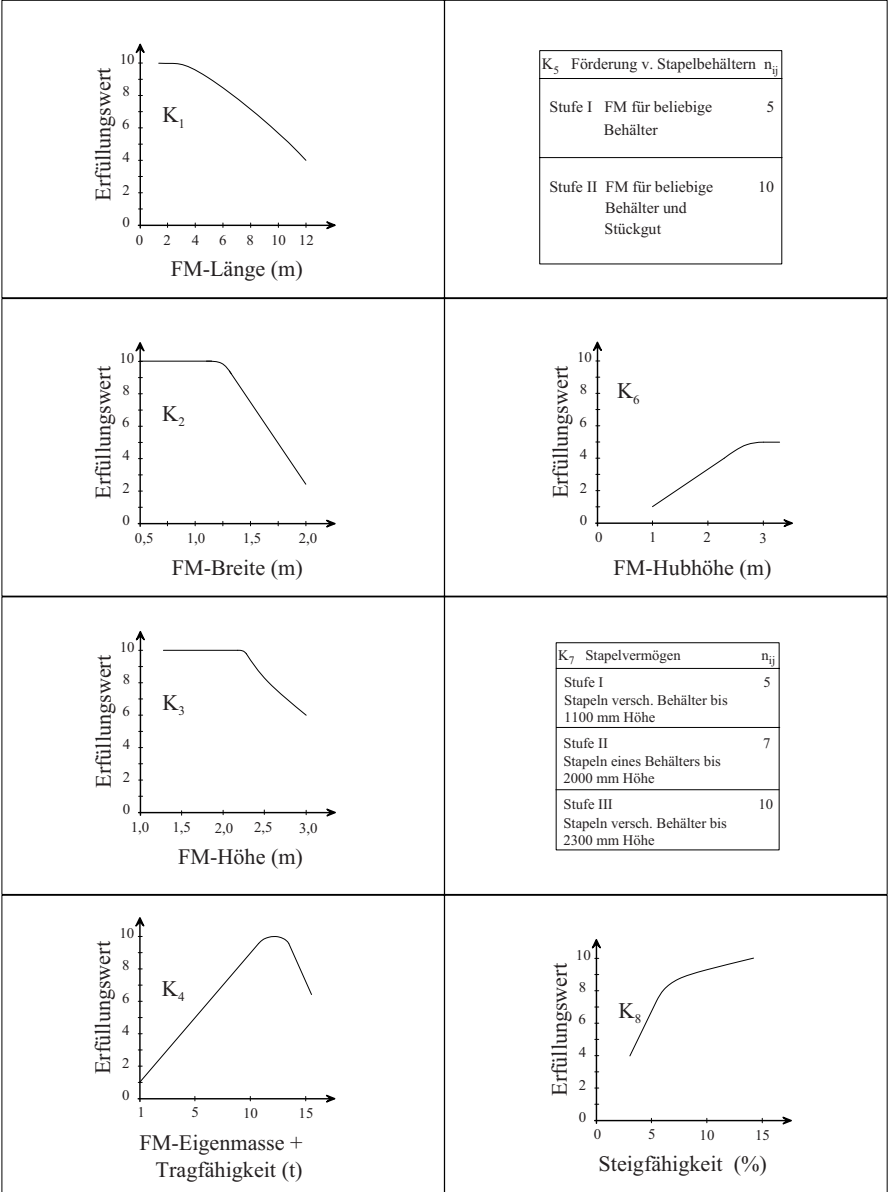 10
8
6
4
2
0
Erfüllungswert
K1
0 2 4 6 8 10 12
FM-Länge (m)
K5 Förderung v. Stapelbehältern nij
Stufe I FM für beliebige 5
Behälter
Stufe II FM für beliebige 10
Behälter und
Stückgut
10
8
6
4
2
0
Erfüllungswert
K2
0,5 1,0 1,5 2,0
FM-Breite (m)
10
8
6
4
2
0
Erfüllungswert
K6
0 1 2 3
FM-Hubhöhe (m)
10
8
6
4
2
0
Erfüllungswert
K3
1,0 1,5 2,0 2,5 3,0
FM-Höhe (m)
K7 Stapelvermögen nij
Stufe I 5
Stapeln versch. Behälter bis
1100 mm Höhe
Stufe II 7
Stapeln eines Behälters bis
2000 mm Höhe
Stufe III 10
Stapeln versch. Behälter bis
2300 mm Höhe
10
8
6
4
2
0
Erfüllungswert
K4
1 5 10 15
FM-Eigenmasse +
Tragfähigkeit (t)
10
8
6
4
2
0
Erfüllungswert
K8
0 5 10 15
Steigfähigkeit (%)